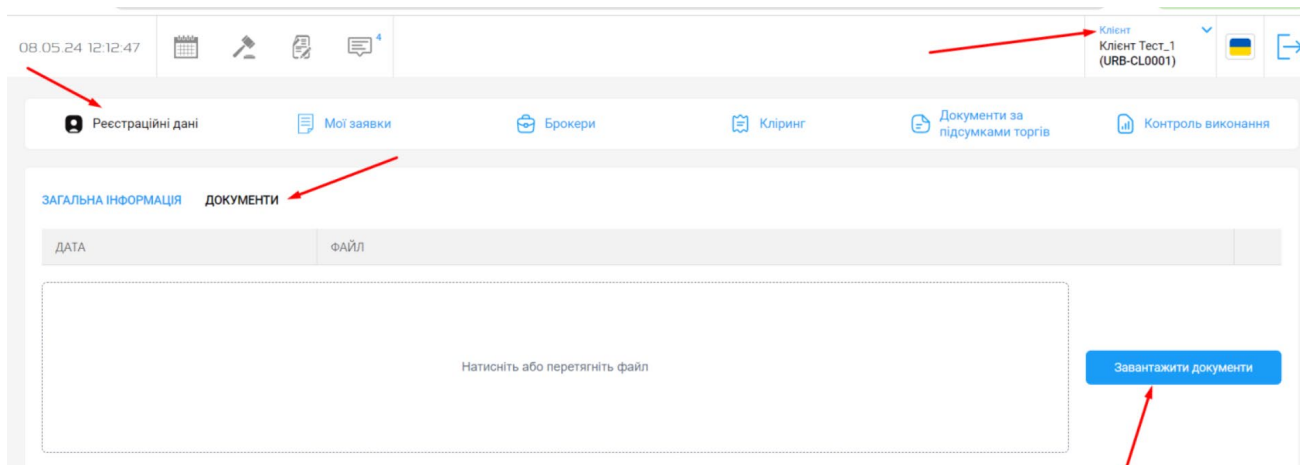 Клієнт
08.05.24 12:12:47
4
Клієнт Тест_1
(URB-CL0001)
Реєстраційні дані
Мої заявки
Брокери
Кліринг
Документи за
підсумками торгів
Контроль виконання
ЗАГАЛЬНА ІНФОРМАЦІЯ ДОКУМЕНТИ
ДАТА ФАЙЛ
Натисніть або перетягніть файл
Завантажити документи